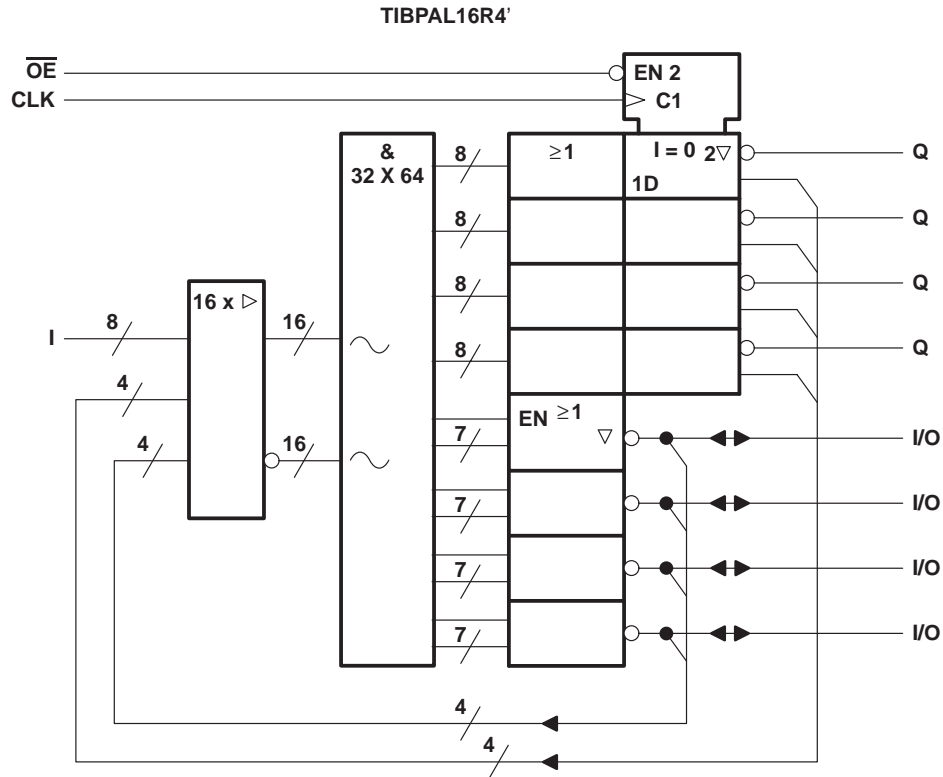 TIBPAL16R4’
OE
EN 2
CLK
C1
&
32 X 64
8
≥1
I = 0 2▽
Q
1D
8
Q
8
Q
16 x ▷
8
16
8
Q
I
4
EN ≥1
▽
7
I/O
4
16
7
I/O
7
I/O
7
I/O
4
4